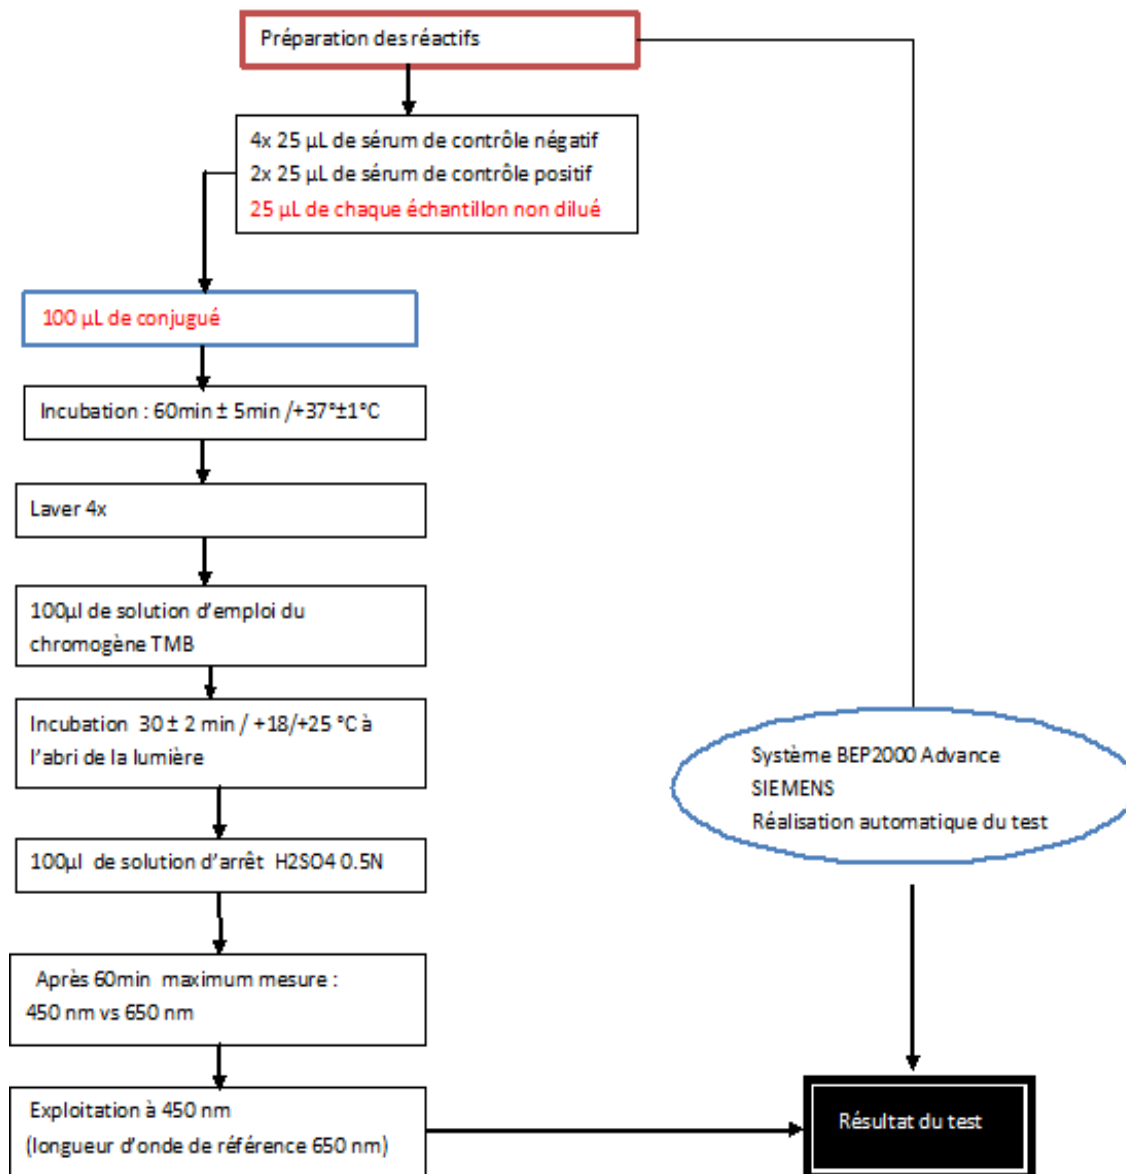 Préparation des réactifs
4x 25 µL de sérum de contrôle négatif
2x 25 µL de sérum de contrôle positif
25 µL de chaque échantillon non dilué
100 µL de conjugué
Incubation : 60min ± 5min /+37°±1°C
Laver 4x
100µl de solution d’emploi du
chromogène TMB
Incubation 30 ± 2 min / +18/+25 °C à
l’abri de la lumière
100µl de solution d’arrêt H2SO4 0.5N
Après 60min maximum mesure :
450 nm vs 650 nm
Exploitation à 450 nm
(longueur d’onde de référence 650 nm)
Système BEP2000 Advance
SIEMENS
Réalisation automatique du test
Résultat du test